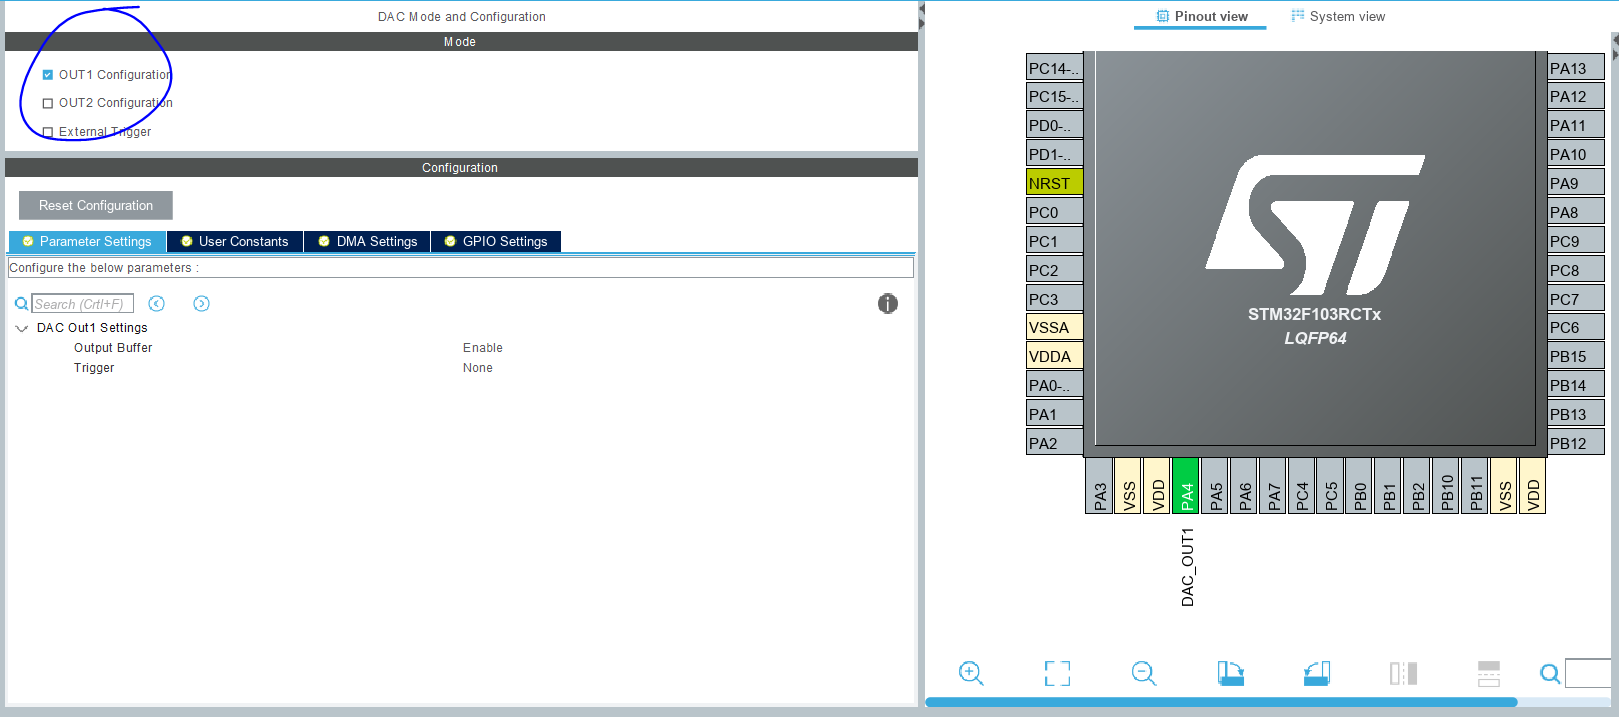 DAC Mode and Configuration
Mode
OUT1 Configuration
OUT2 Configuration
External Trigger
Configuration
Reset Configuration
Parameter Settings
User Constants
DMA Settings
GPIO Settings
Configure the below parameters :
Search (Crtl+F)
DAC Out1 Settings
Output Buffer Enable
Trigger None
Pinout view
System view
PC14-..
PC15-..
PD0-..
PD1-..
NRST
PC0
PC1
PC2
PC3
VSSA
VDDA
PA0-..
PA1
PA2
STM32F103RCTx
LQFP64
PA13
PA12
PA11
PA10
PA9
PA8
PC9
PC8
PC7
PC6
PB15
PB14
PB13
PB12
PA3
VSS
VDD
PA4
PA5
PA6
PA7
PC4
PC5
PB0
PB1
PB2
PB10
PB11
VSS
VDD
DAC_OUT1